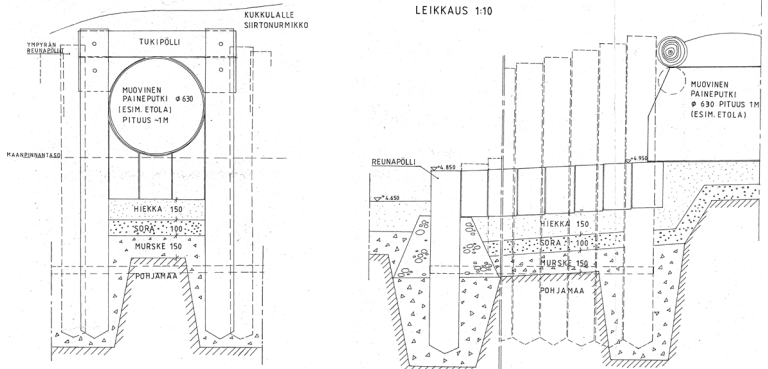 KUKKULALLE
SIIRTONURMIKKO
YMPYRÄN
REUNAPÖLLIT
TUKIPÖLLI
MUOVINEN
PAINEPUTKI ø 630
(ESIM. ETOLA)
PITUUS ~1M
MAANPINNANTASO
HIEKKA 150
SORA 100
MURSKE 150
POHJAMAA
LEIKKAUS 1:10
MUOVINEN
PAINEPUTKI
ø 630 PITUUS 1M
(ESIM. ETOLA)
REUNAPÖLLI
+4.850
+4.950
+4.650
HIEKKA 150
SORA 100
MURSKE 150
POHJAMAA